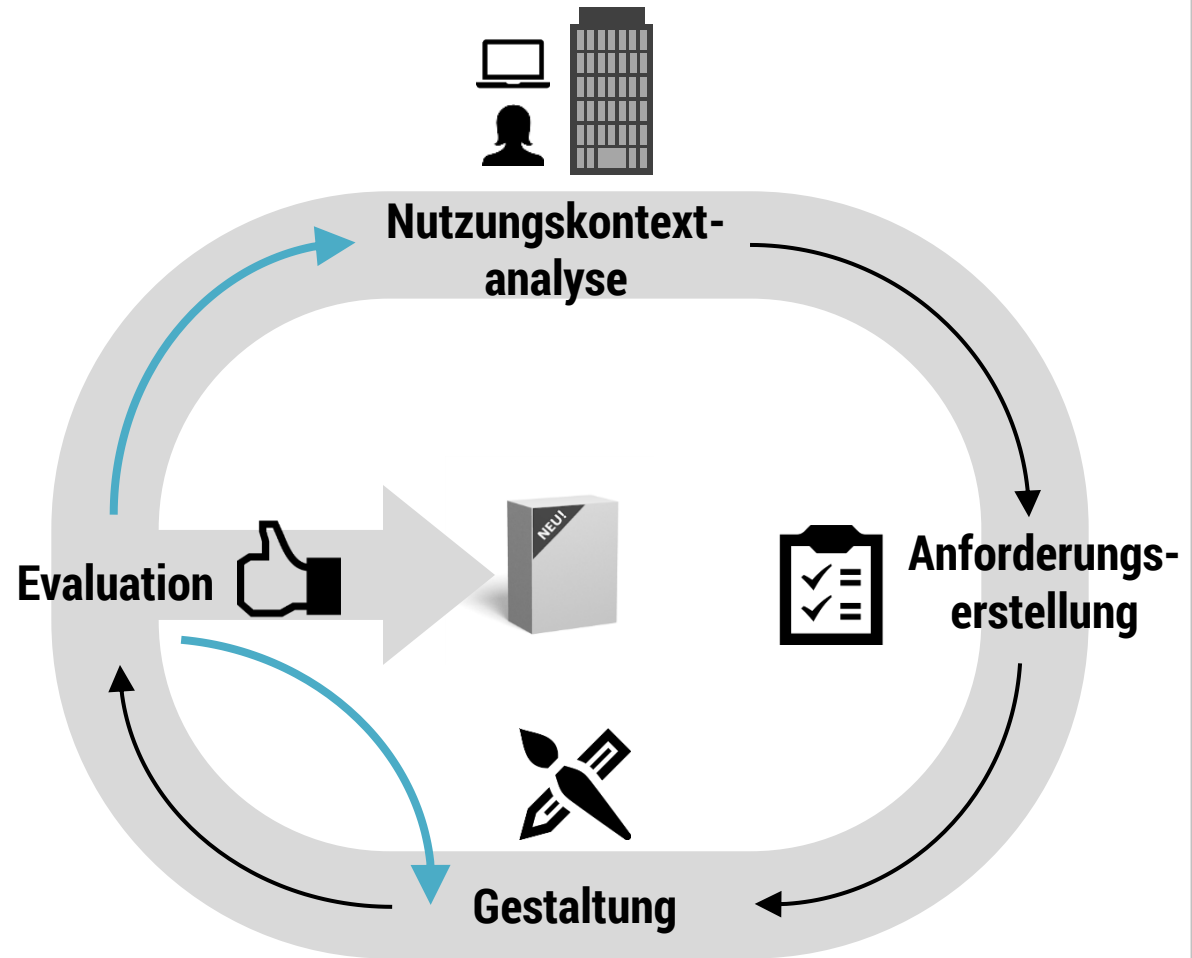 Nutzungskontext-
analyse
NEU!
Evaluation
Anforderungs-
erstellung
Gestaltung